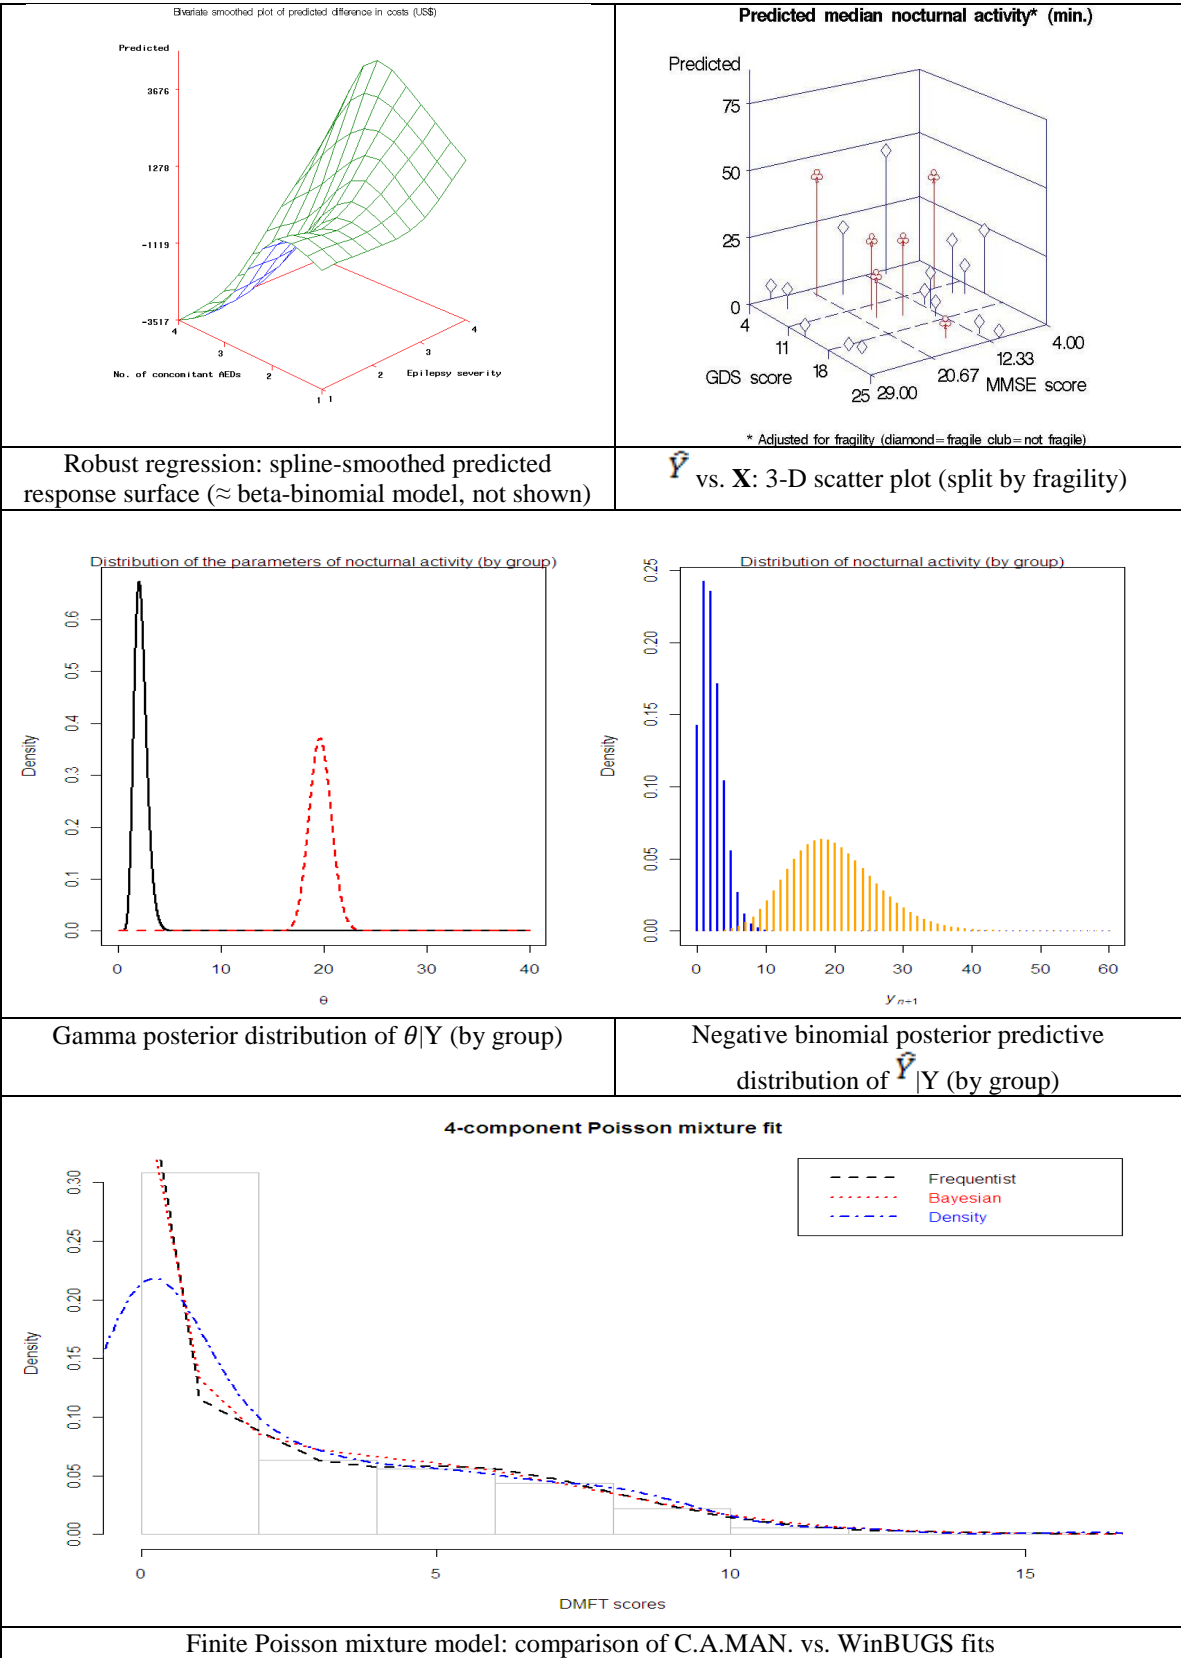 Bivariate smoothed plot of predicted difference in costs (US$)
Predicted
3676
1278
-1119
-3517
4
3
2
1
No. of concomitant AEDs
1
2
3
4
Epilepsy severity
Robust regression: spline-smoothed predicted
response surface (≈ beta-binomial model, not shown)
Predicted median nocturnal activity* (min.)
Predicted
75
50
25
0
4
11
18
25
GDS score
29.00
20.67
12.33
4.00
MMSE score
* Adjusted for fragility (diamond=fragile club=not fragile)
Ŷ vs. X: 3-D scatter plot (split by fragility)
Distribution of the parameters of nocturnal activity (by group)
Density
0.0
0.1
0.2
0.3
0.4
0.5
0.6
0 10 20 30 40
θ
Gamma posterior distribution of θ|Y (by group)
Distribution of nocturnal activity (by group)
Density
0.00
0.05
0.10
0.15
0.20
0.25
0 10 20 30 40 50 60
y n+1
Negative binomial posterior predictive
distribution of Ŷ|Y (by group)
4-component Poisson mixture fit
Frequentist
Bayesian
Density
Density
0.00
0.05
0.10
0.15
0.20
0.25
0.30
0 5 10 15
DMFT scores
Finite Poisson mixture model: comparison of C.A.MAN. vs. WinBUGS fits